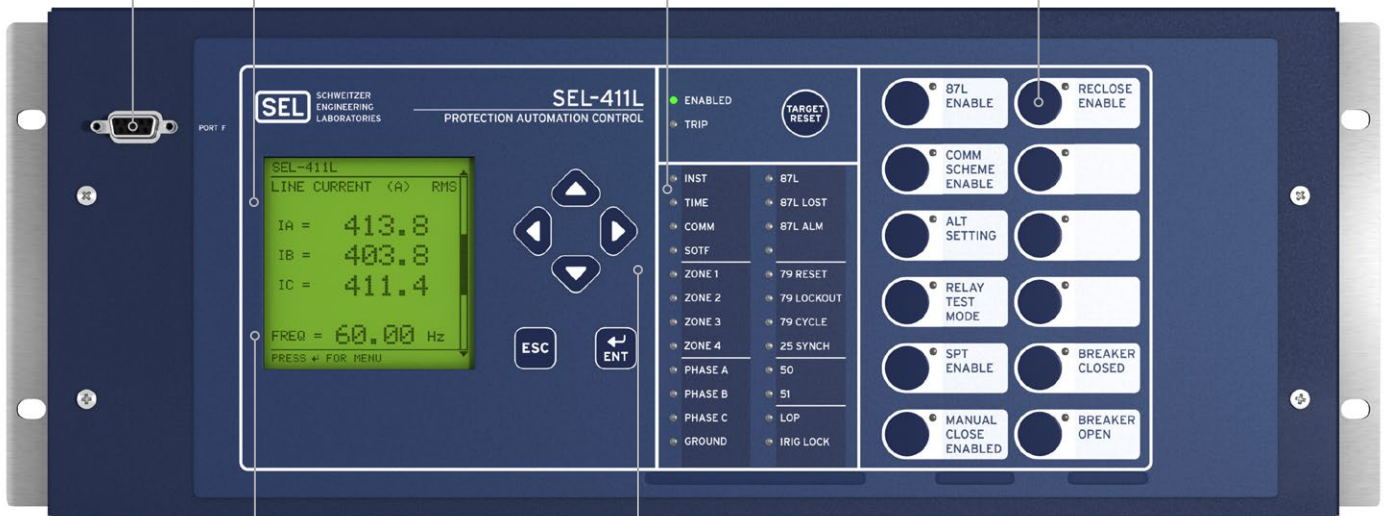 PORT F
SEL
SCHWEITZER
ENGINEERING
LABORATORIES
SEL-411L
PROTECTION AUTOMATION CONTROL
SEL-411L
LINE CURRENT (A) RMS
IA = 413.8
IB = 403.8
IC = 411.4
FREQ = 60.00 Hz
PRESS ↵ FOR MENU
ESC
ENT
ENABLED
TRIP
TARGET
RESET
INST
TIME
COMM
SOTF
ZONE 1
ZONE 2
ZONE 3
ZONE 4
PHASE A
PHASE B
PHASE C
GROUND
87L
87L LOST
87L ALM
79 RESET
79 LOCKOUT
79 CYCLE
25 SYNCH
50
51
LOP
IRIG LOCK
87L
ENABLE
COMM
SCHEME
ENABLE
ALT
SETTING
RELAY
TEST
MODE
SPT
ENABLE
MANUAL
CLOSE
ENABLED
RECLOSE
ENABLE
BREAKER
CLOSED
BREAKER
OPEN